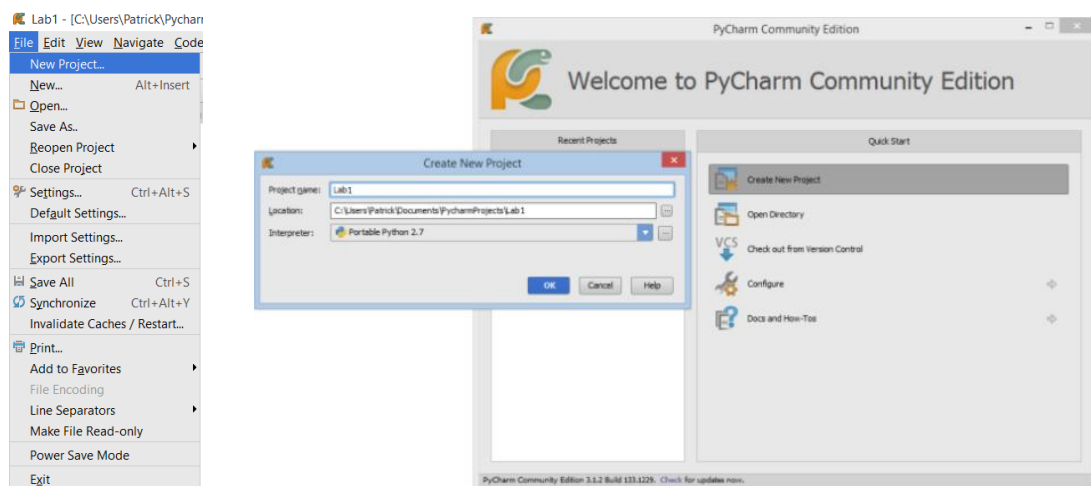 Lab1 - [C:\Users\Patrick\Pychar
File Edit View Navigate Code
New Project...
New... Alt+Insert
Open...
Save As..
Reopen Project
Close Project
Settings... Ctrl+Alt+S
Default Settings...
Import Settings...
Export Settings...
Save All Ctrl+S
Synchronize Ctrl+Alt+Y
Invalidate Caches / Restart...
Print...
Add to Favorites
File Encoding
Line Separators
Make File Read-only
Power Save Mode
Exit
PyCharm Community Edition
Welcome to PyCharm Community Edition
Recent Projects
Quick Start
Create New Project
Project name: Lab1
Location: C:\Users\Patrick\Documents\PycharmProjects\Lab1
Interpreter: Portable Python 2.7
OK Cancel Help
Create New Project
Open Directory
VCS Check out from Version Control
Configure
Docs and How-Tos
PyCharm Community Edition 3.1.2 Build 133.1229. Check for updates now.